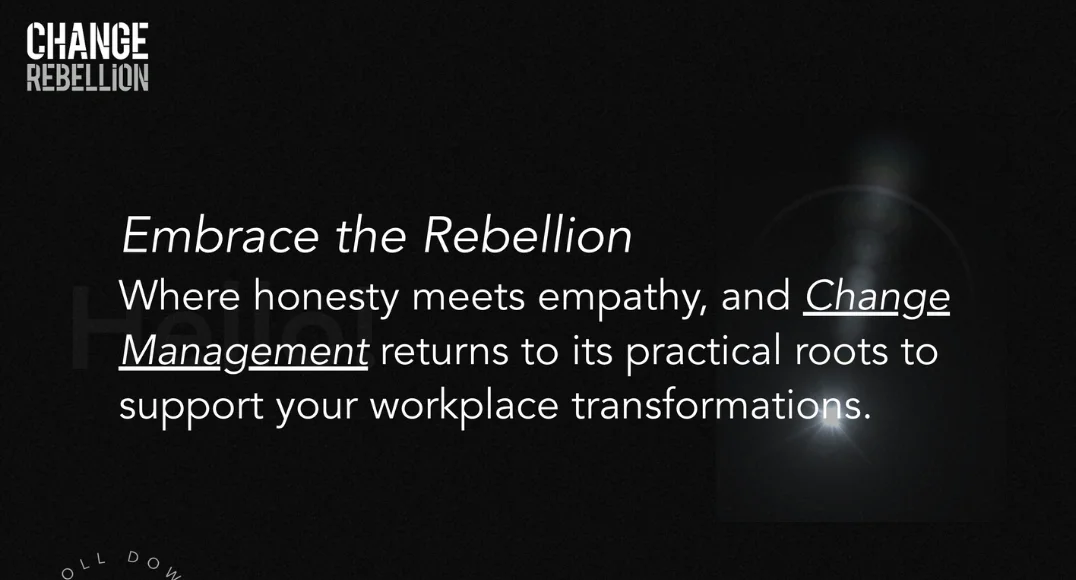 CHANGE
REBELLiON
Embrace the Rebellion
Where honesty meets empathy, and Change
Management returns to its practical roots to
support your workplace transformations.
Hello!
OLL DOW